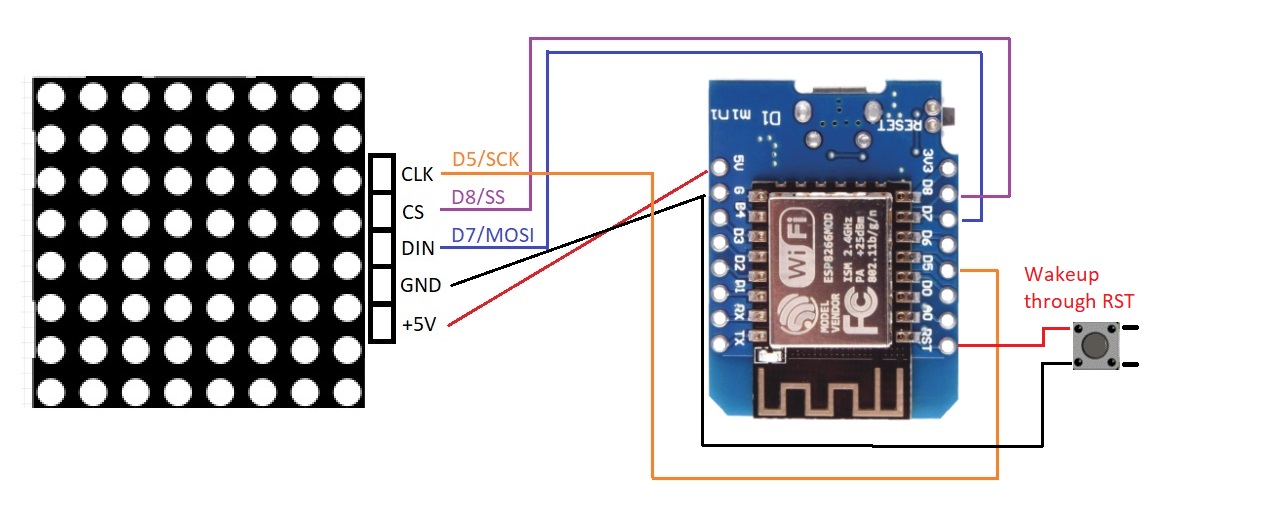 D5/SCK
CLK
D8/SS
CS
D7/MOSI
DIN
GND
+5V
D1 mini
RESET
5V
G
D4
D3
D2
D1
RX
TX
3V3
D8
D7
D6
D5
D0
A0
RST
WiFi
ESP8266MOD
ISM 2.4GHz
PA +25dBm
802.11b/g/n
MODEL
VENDOR
FC
Wakeup
through RST